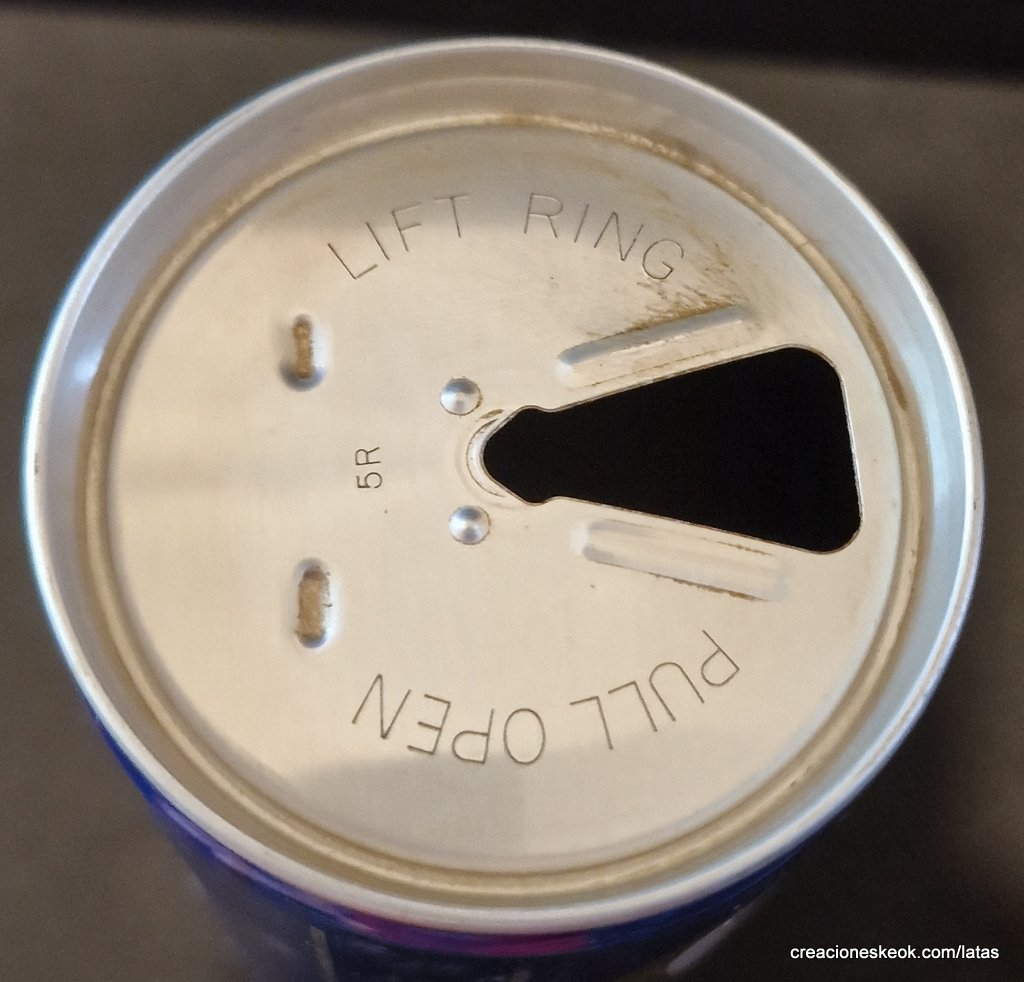 LIFT RING
5R
PULL OPEN
creacioneskeok.com/latas